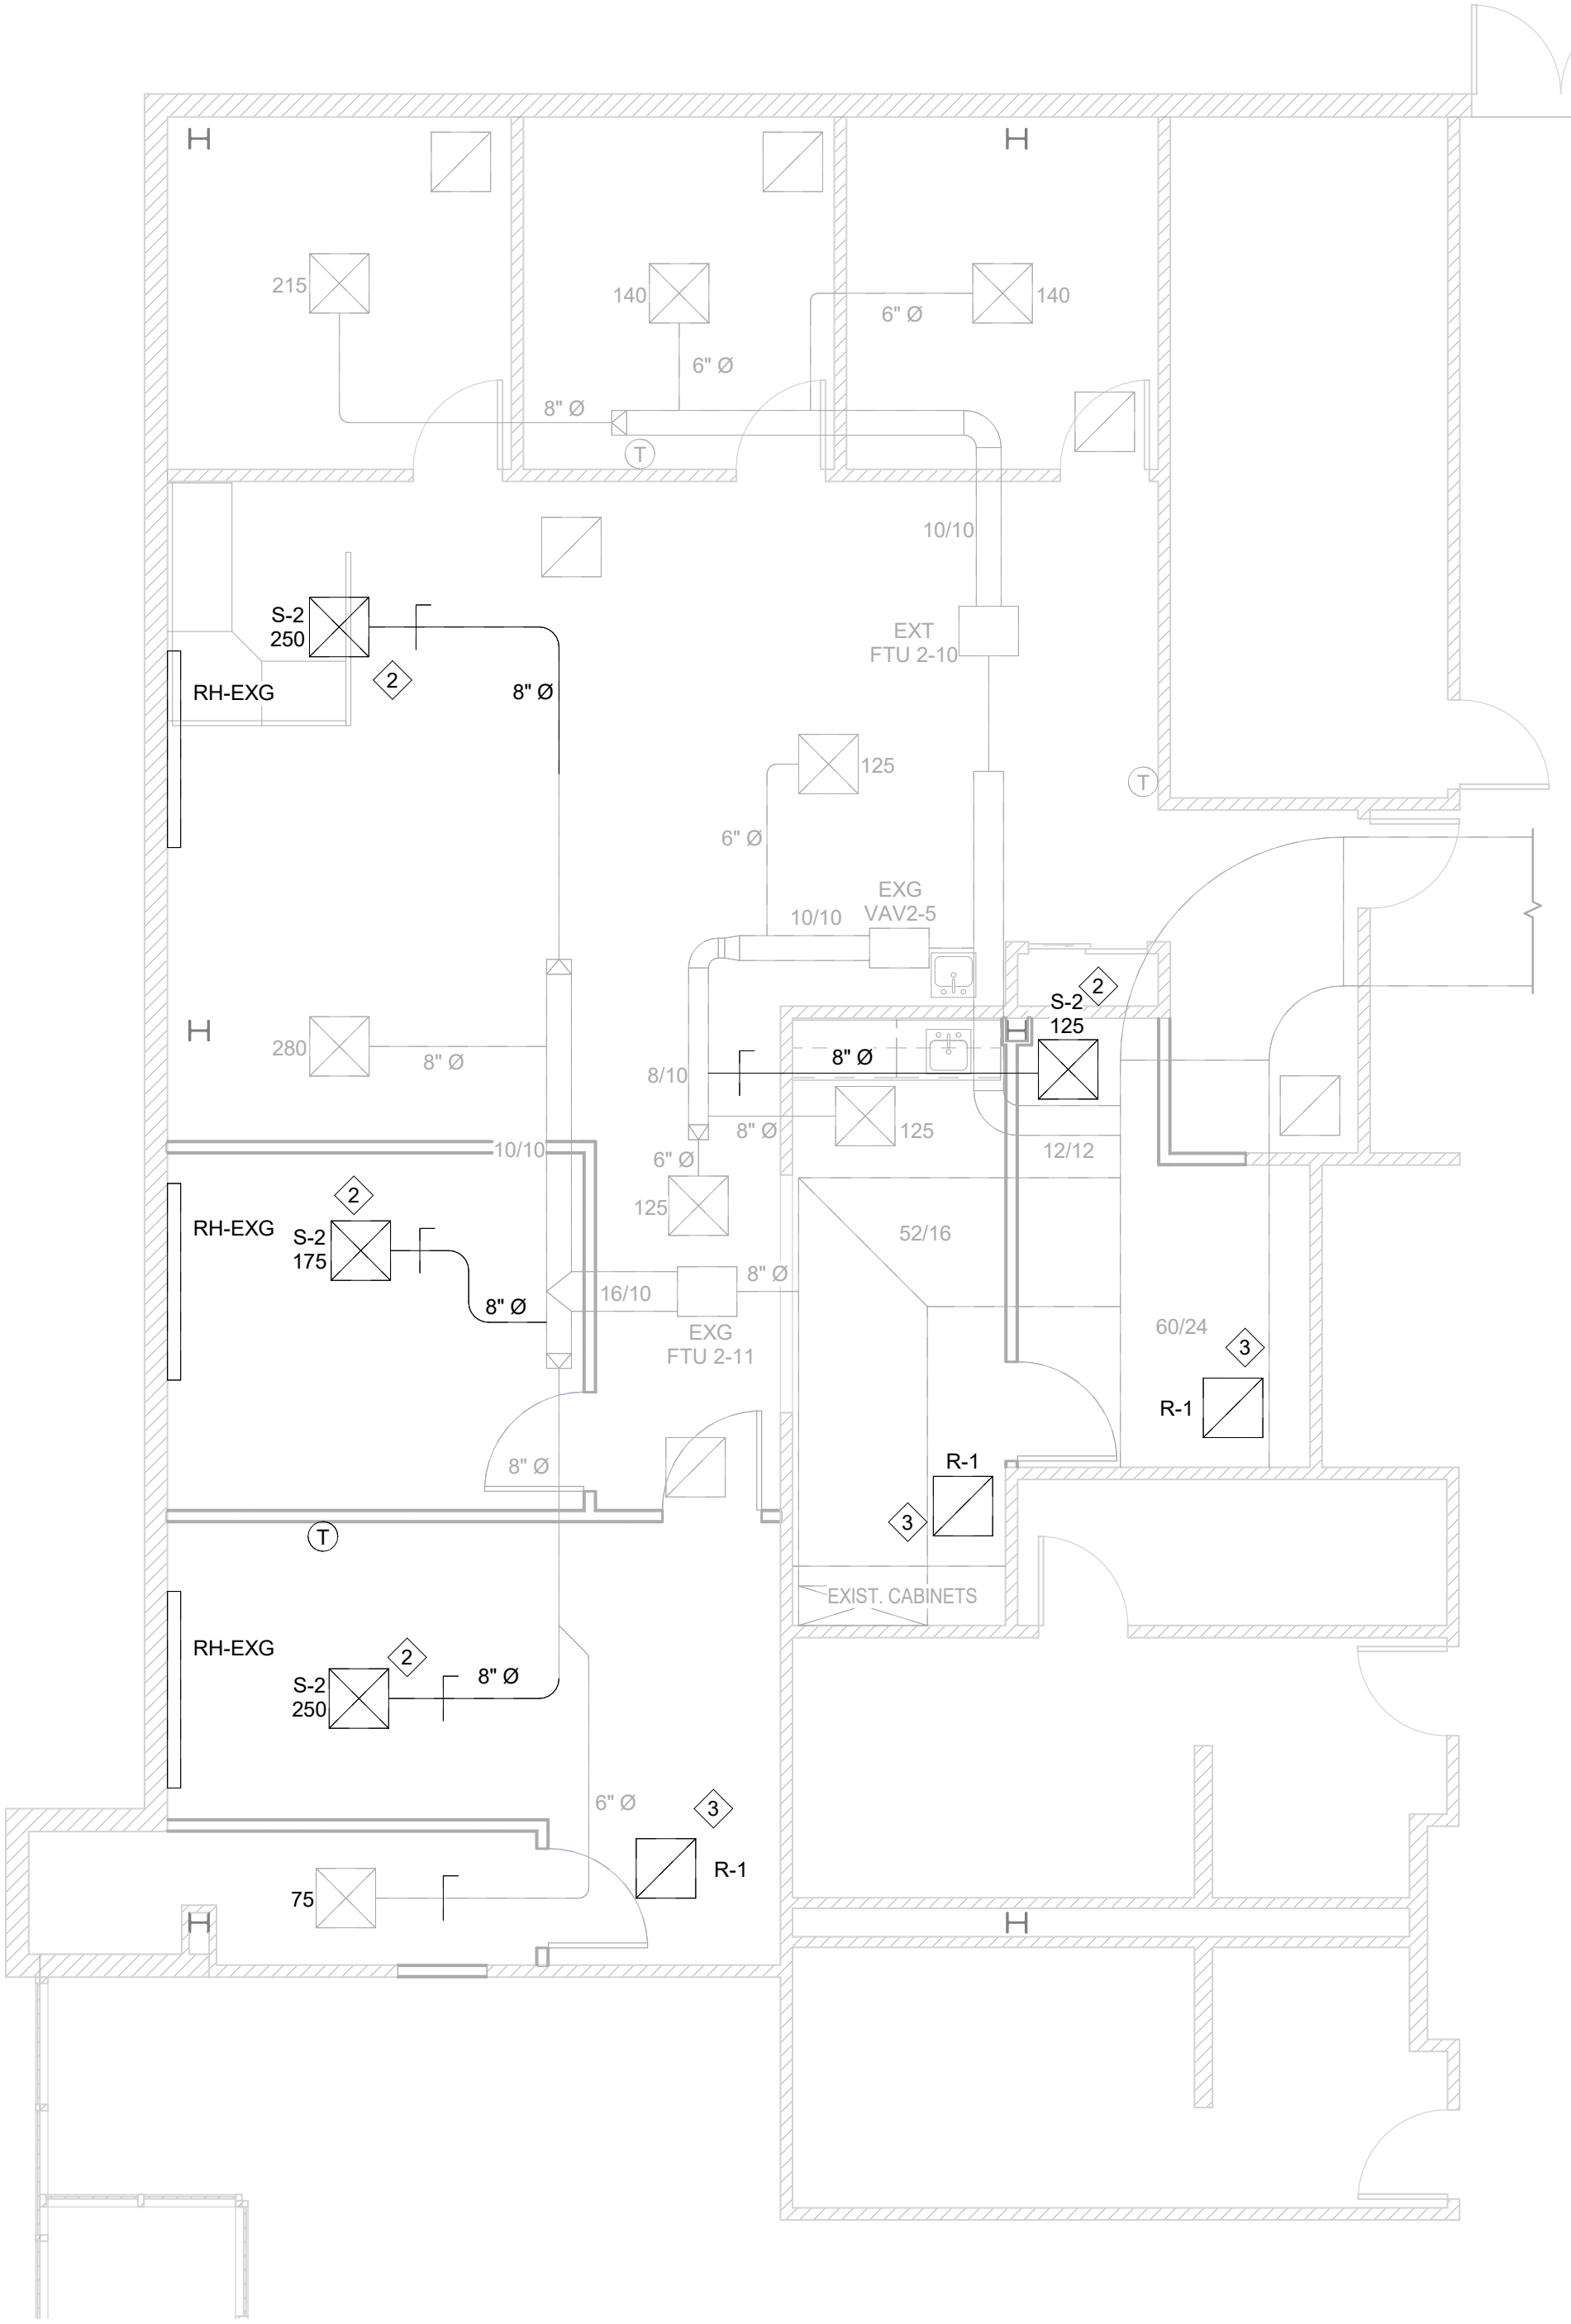 215
140
140
6" Ø
6" Ø
8" Ø
T
10/10
S-2
250
EXT
FTU 2-10
2
RH-EXG
8" Ø
125
T
6" Ø
EXG
VAV2-5
10/10
2
S-2
125
280
8" Ø
8" Ø
8/10
8" Ø
125
10/10
12/12
6" Ø
2
125
RH-EXG
S-2
175
52/16
8" Ø
16/10
8" Ø
EXG
FTU 2-11
60/24
3
R-1
8" Ø
R-1
3
T
EXIST. CABINETS
RH-EXG
2
S-2
250
8" Ø
6" Ø
3
R-1
75